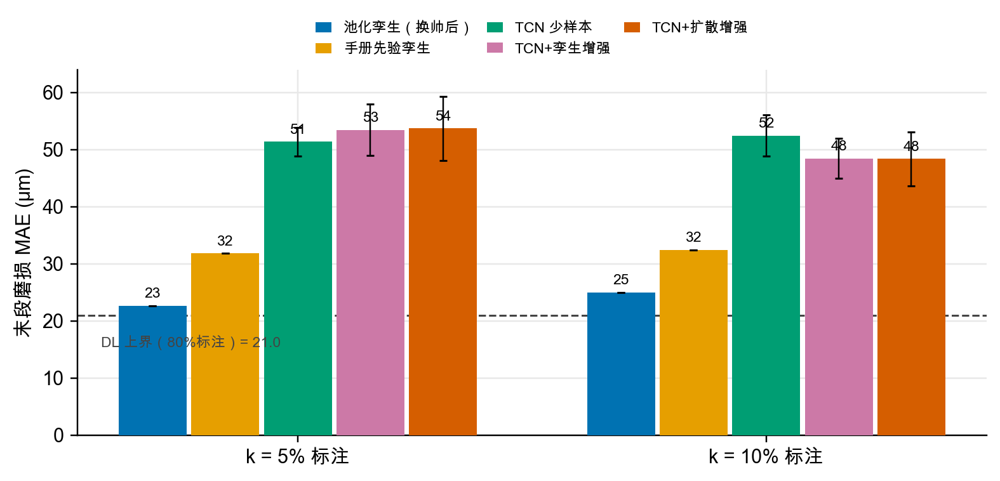 池化孪生（换帅后）
TCN 少样本
TCN+扩散增强
手册先验孪生
TCN+孪生增强
末段磨损 MAE (μm)
60
50
40
30
20
10
0
23
32
51
53
54
25
32
52
48
48
DL 上界（80%标注）= 21.0
k = 5% 标注
k = 10% 标注